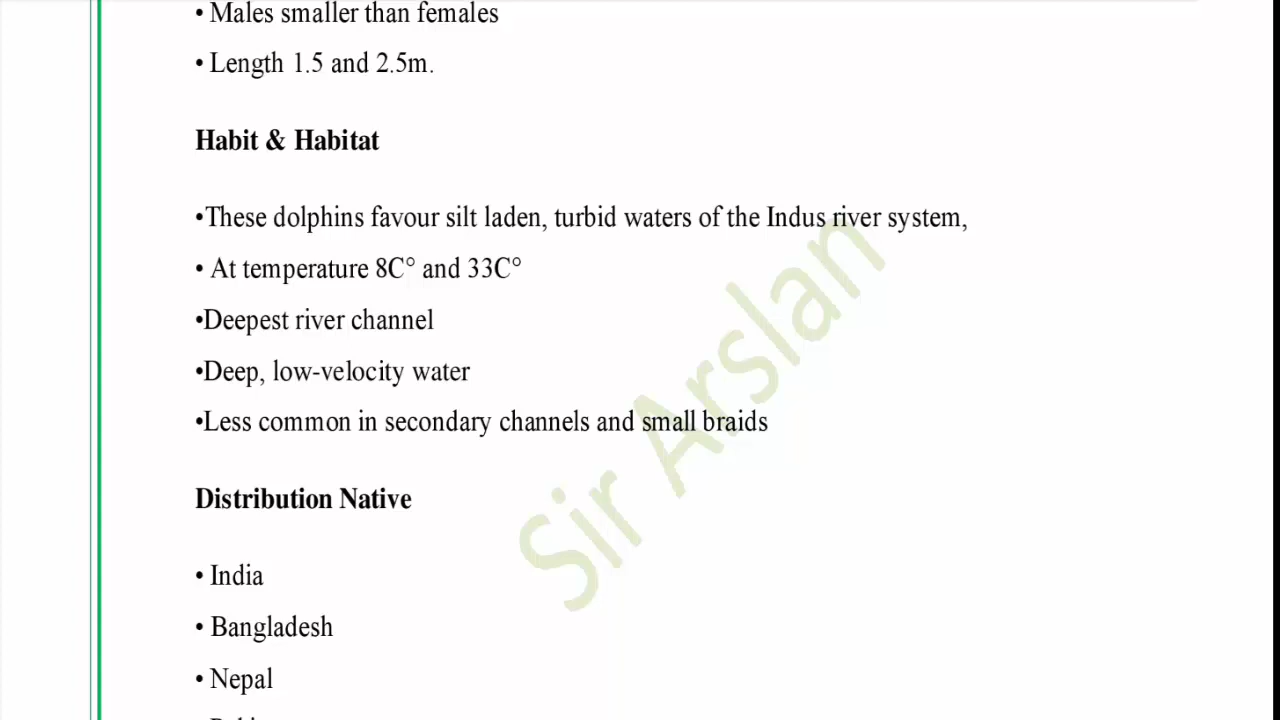 • Males smaller than females
• Length 1.5 and 2.5m.
Habit & Habitat
•These dolphins favour silt laden, turbid waters of the Indus river system,
• At temperature 8C° and 33C°
•Deepest river channel
•Deep, low-velocity water
•Less common in secondary channels and small braids
Distribution Native
• India
• Bangladesh
• Nepal
Sir Arslan